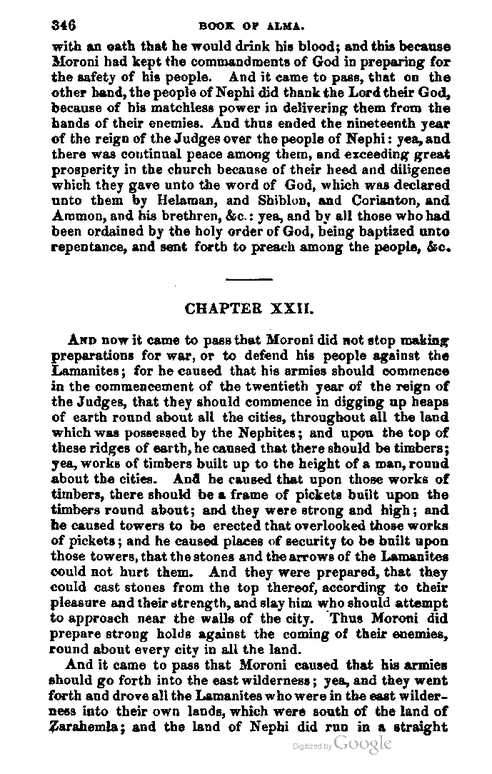 346 BOOK OF ALMA.
with an oath that he would drink his blood; and this because
Moroni had kept the commandments of God in preparing for
the safety of his people. And it came to pass, that on the
other hand, the people of Nephi did thank the Lord their God,
because of his matchless power in delivering them from the
hands of their enemies. And thus ended the nineteenth year
of the reign of the Judges over the people of Nephi: yea, and
there was continual peace among them, and exceeding great
prosperity in the church because of their heed and diligence
which they gave unto the word of God, which was declared
unto them by Helaman, and Shiblon, and Corianton, and
Ammon, and his brethren, &c.: yea, and by all those who had
been ordained by the holy order of God, being baptized unto
repentance, and sent forth to preach among the people, &c.
CHAPTER XXII.
AND now it came to pass that Moroni did not stop making
preparations for war, or to defend his people against the
Lamanites; for he caused that his armies should commence
in the commencement of the twentieth year of the reign of
the Judges, that they should commence in digging up heaps
of earth round about all the cities, throughout all the land
which was possessed by the Nephites; and upon the top of
these ridges of earth, he caused that there should be timbers;
yea, works of timbers built up to the height of a man, round
about the cities. And he caused that upon those works of
timbers, there should be a frame of pickets built upon the
timbers round about; and they were strong and high; and
he caused towers to be erected that overlooked those works
of pickets; and he caused places of security to be built upon
those towers, that the stones and the arrows of the Lamanites
could not hurt them. And they were prepared, that they
could cast stones from the top thereof, according to their
pleasure and their strength, and slay him who should attempt
to approach near the walls of the city. Thus Moroni did
prepare strong holds against the coming of their enemies,
round about every city in all the land.
And it came to pass that Moroni caused that his armies
should go forth into the east wilderness; yea, and they went
forth and drove all the Lamanites who were in the east wilder-
ness into their own lands, which were south of the land of
Zarahemla; and the land of Nephi did run in a straight
Digitized by Google